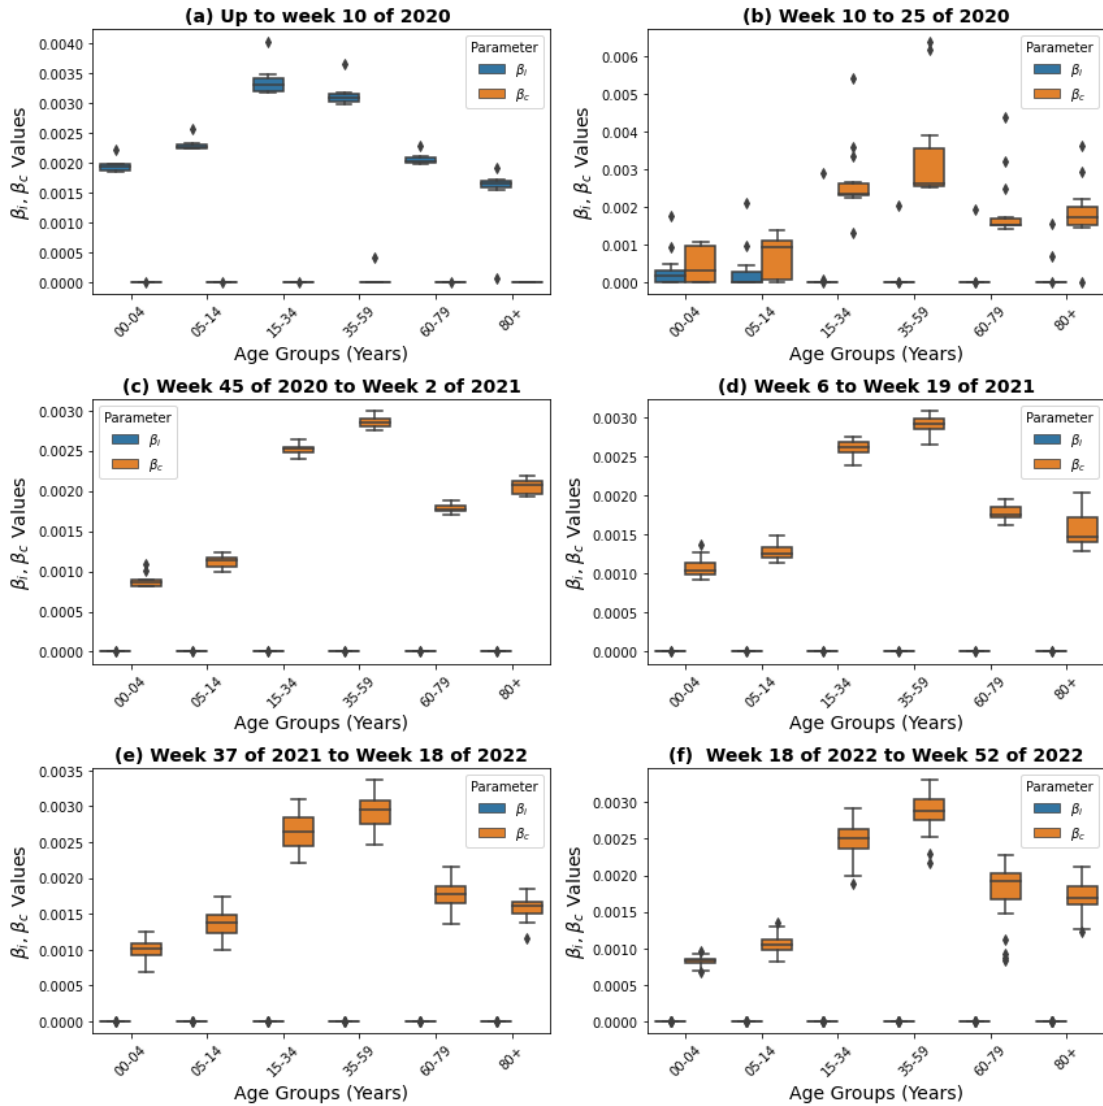 (a) Up to week 10 of 2020
0.0040
0.0035
0.0030
0.0025
0.0020
0.0015
0.0010
0.0005
0.0000
βi, βc Values
Parameter
βi
βc
00-04
05-14
15-34
35-59
60-79
80+
Age Groups (Years)
(b) Week 10 to 25 of 2020
0.006
0.005
0.004
0.003
0.002
0.001
0.000
βi, βc Values
Parameter
βi
βc
00-04
05-14
15-34
35-59
60-79
80+
Age Groups (Years)
(c) Week 45 of 2020 to Week 2 of 2021
0.0030
0.0025
0.0020
0.0015
0.0010
0.0005
0.0000
βi, βc Values
Parameter
βi
βc
00-04
05-14
15-34
35-59
60-79
80+
Age Groups (Years)
(d) Week 6 to Week 19 of 2021
0.0030
0.0025
0.0020
0.0015
0.0010
0.0005
0.0000
βi, βc Values
Parameter
βi
βc
00-04
05-14
15-34
35-59
60-79
80+
Age Groups (Years)
(e) Week 37 of 2021 to Week 18 of 2022
0.0035
0.0030
0.0025
0.0020
0.0015
0.0010
0.0005
0.0000
βi, βc Values
Parameter
βi
βc
00-04
05-14
15-34
35-59
60-79
80+
Age Groups (Years)
(f) Week 18 of 2022 to Week 52 of 2022
0.0030
0.0025
0.0020
0.0015
0.0010
0.0005
0.0000
βi, βc Values
Parameter
βi
βc
00-04
05-14
15-34
35-59
60-79
80+
Age Groups (Years)